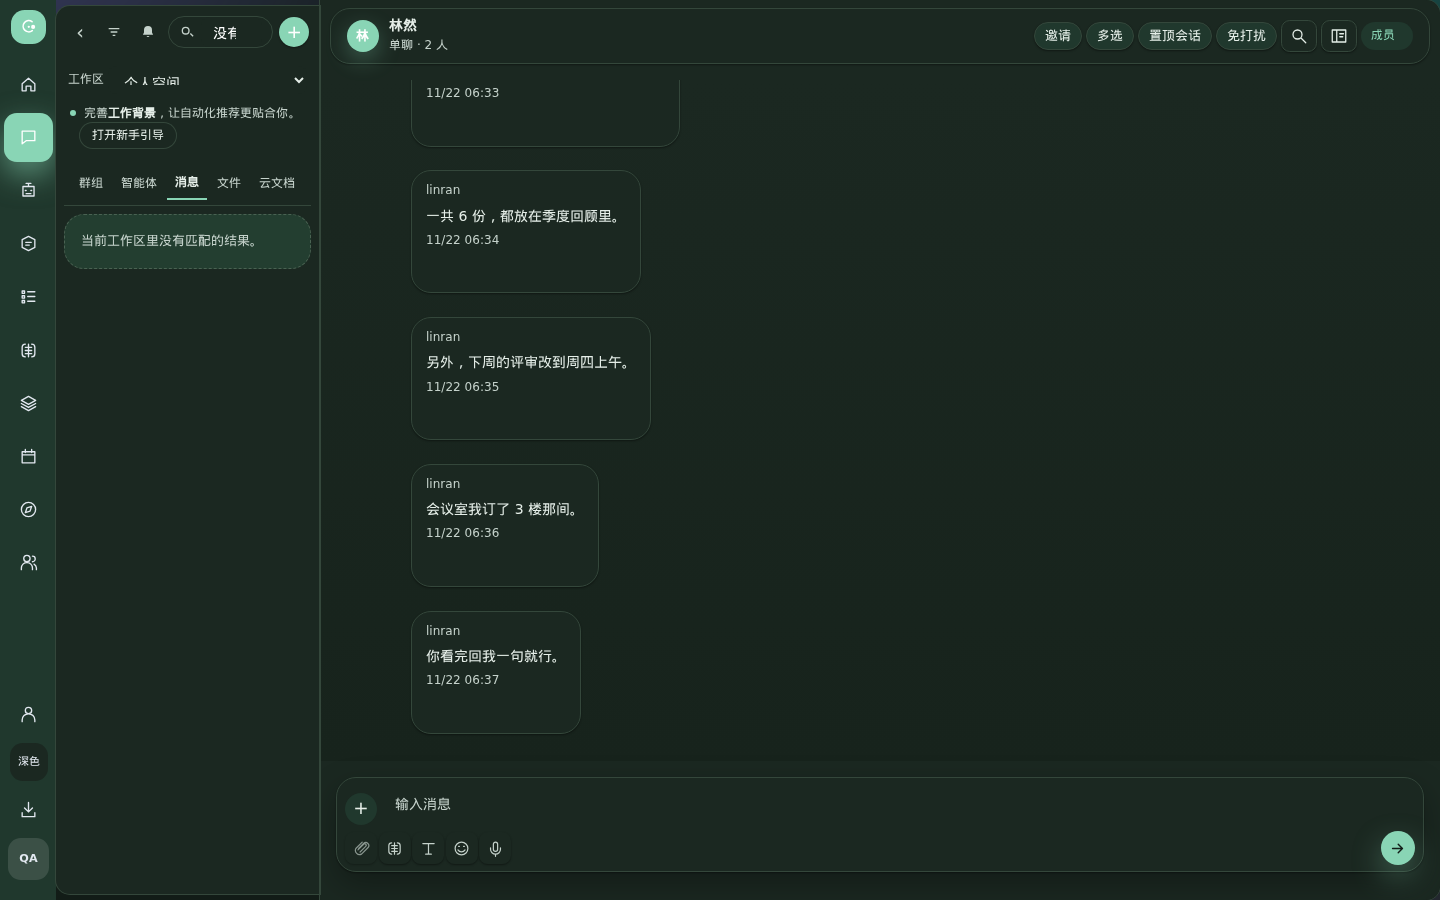 没有
工作区
个人空间
完善工作背景，让自动化推荐更贴合你。
打开新手引导
群组 智能体 消息 文件 云文档
当前工作区里没有匹配的结果。
深色
QA
林
林然
单聊 · 2 人
邀请 多选 置顶会话 免打扰 成员
11/22 06:33
linran
一共 6 份，都放在季度回顾里。
11/22 06:34
linran
另外，下周的评审改到周四上午。
11/22 06:35
linran
会议室我订了 3 楼那间。
11/22 06:36
linran
你看完回我一句就行。
11/22 06:37
输入消息